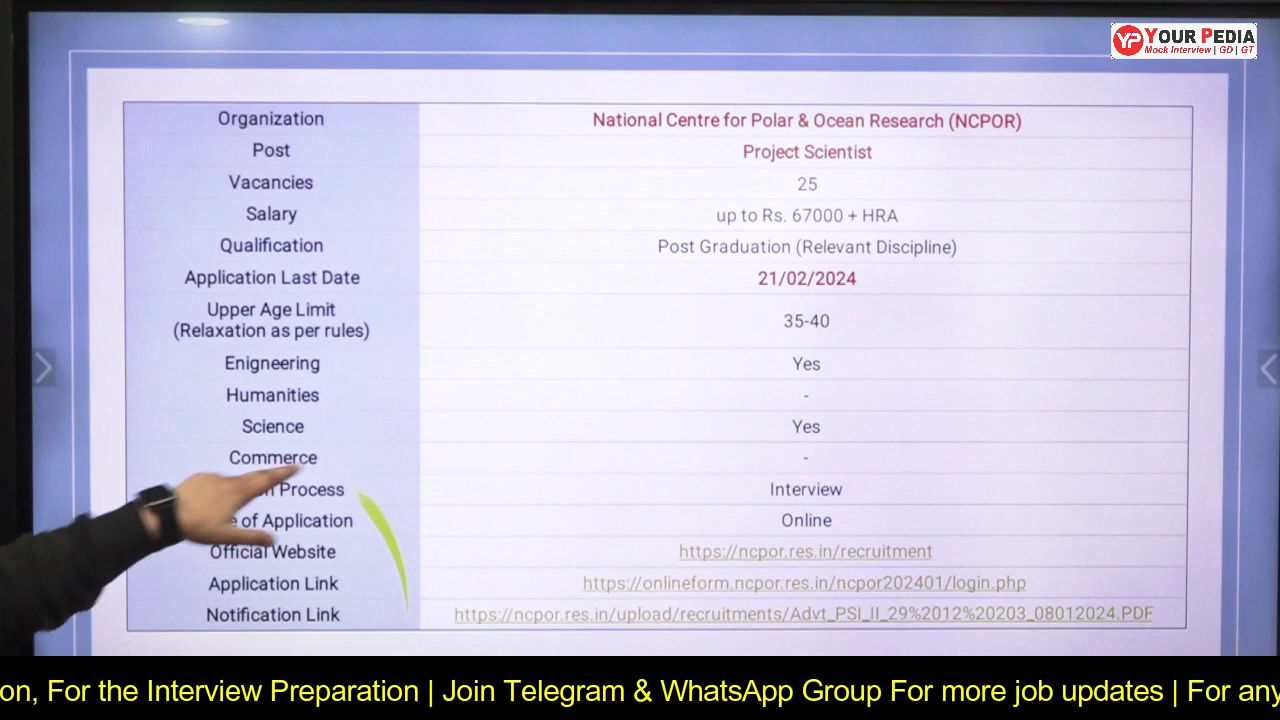 YP YOUR PEDIA
Mock Interview | GD | GT
Organization National Centre for Polar & Ocean Research (NCPOR)
Post Project Scientist
Vacancies 25
Salary up to Rs. 67000 + HRA
Qualification Post Graduation (Relevant Discipline)
Application Last Date 21/02/2024
Upper Age Limit
(Relaxation as per rules) 35-40
Enigneering Yes
Humanities -
Science Yes
Commerce -
Process Interview
of Application Online
Official Website https://ncpor.res.in/recruitment
Application Link https://onlineform.ncpor.res.in/ncpor202401/login.php
Notification Link https://ncpor.res.in/upload/recruitments/Advt_PSI_II_29%2012%20203_08012024.PDF
on, For the Interview Preparation | Join Telegram & WhatsApp Group For more job updates | For any